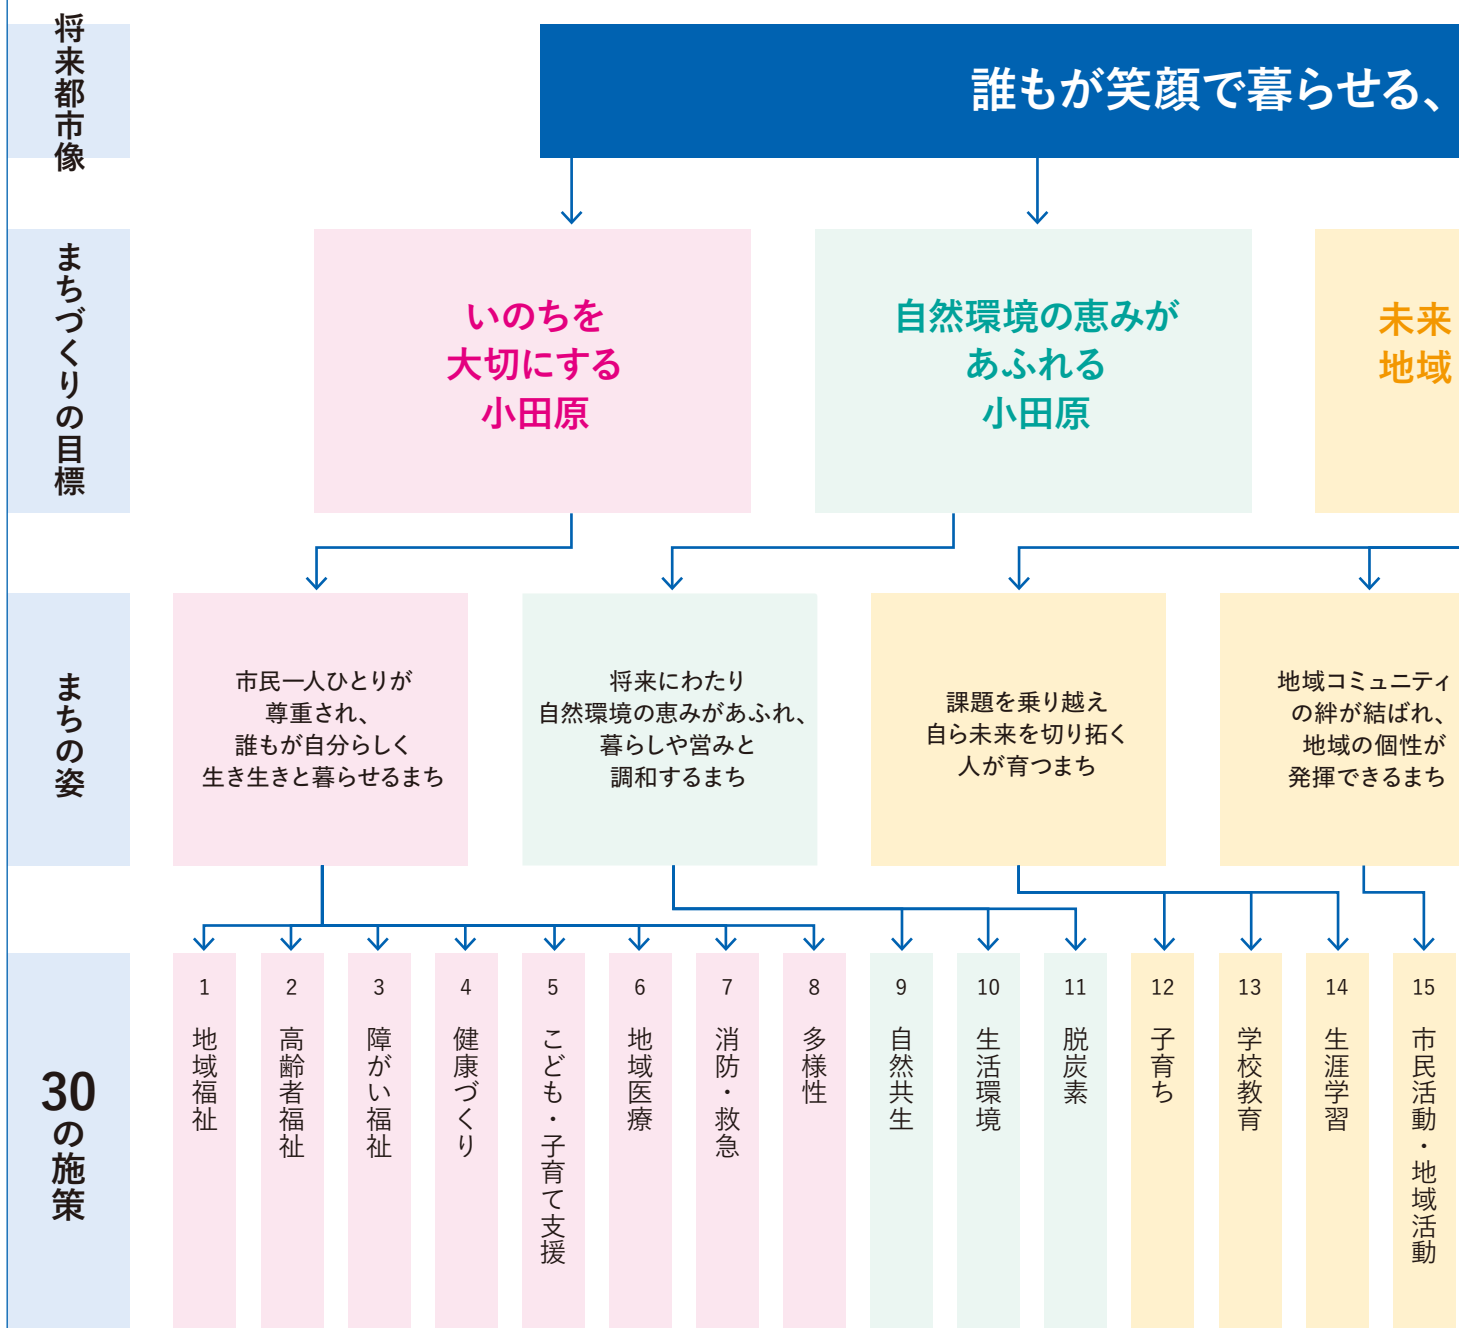 将来都市像
誰もが笑顔で暮らせる、
まちづくりの目標
いのちを
大切にする
小田原
自然環境の恵みが
あふれる
小田原
未来
地域
まちの姿
市民一人ひとりが
尊重され、
誰もが自分らしく
生き生きと暮らせるまち
将来にわたり
自然環境の恵みがあふれ、
暮らしや営みと
調和するまち
課題を乗り越え
自ら未来を切り拓く
人が育つまち
地域コミュニティ
の絆が結ばれ、
地域の個性が
発揮できるまち
30の施策
1
地域福祉
2
高齢者福祉
3
障がい福祉
4
健康づくり
5
こども・子育て支援
6
地域医療
7
消防・救急
8
多様性
9
自然共生
10
生活環境
11
脱炭素
12
子育ち
13
学校教育
14
生涯学習
15
市民活動・地域活動